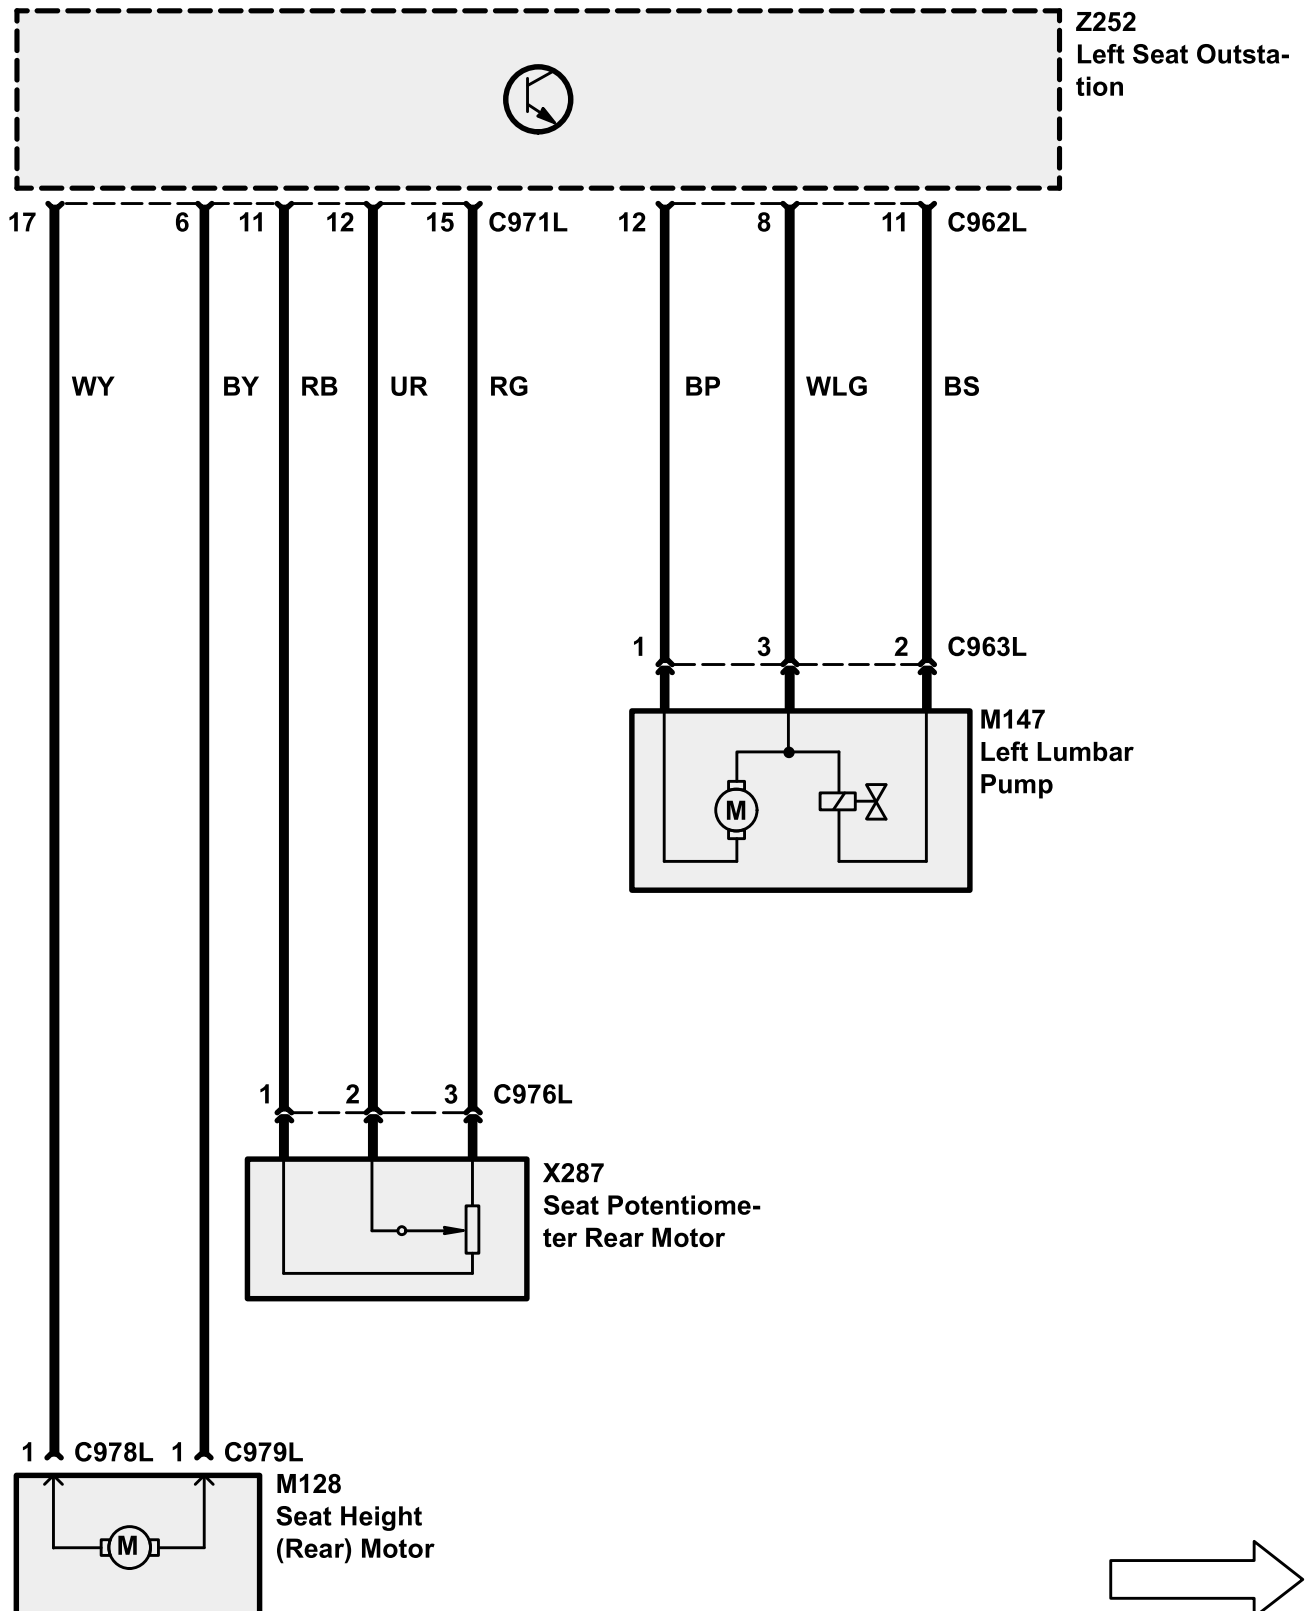 Z252
Left Seat Outsta-
tion
17 6 11 12 15 C971L 12 8 11 C962L
WY BY RB UR RG BP WLG BS
1 3 2 C963L
M147
Left Lumbar
Pump
M
1 2 3 C976L
X287
Seat Potentiome-
ter Rear Motor
1 C978L 1 C979L
M128
Seat Height
(Rear) Motor
M